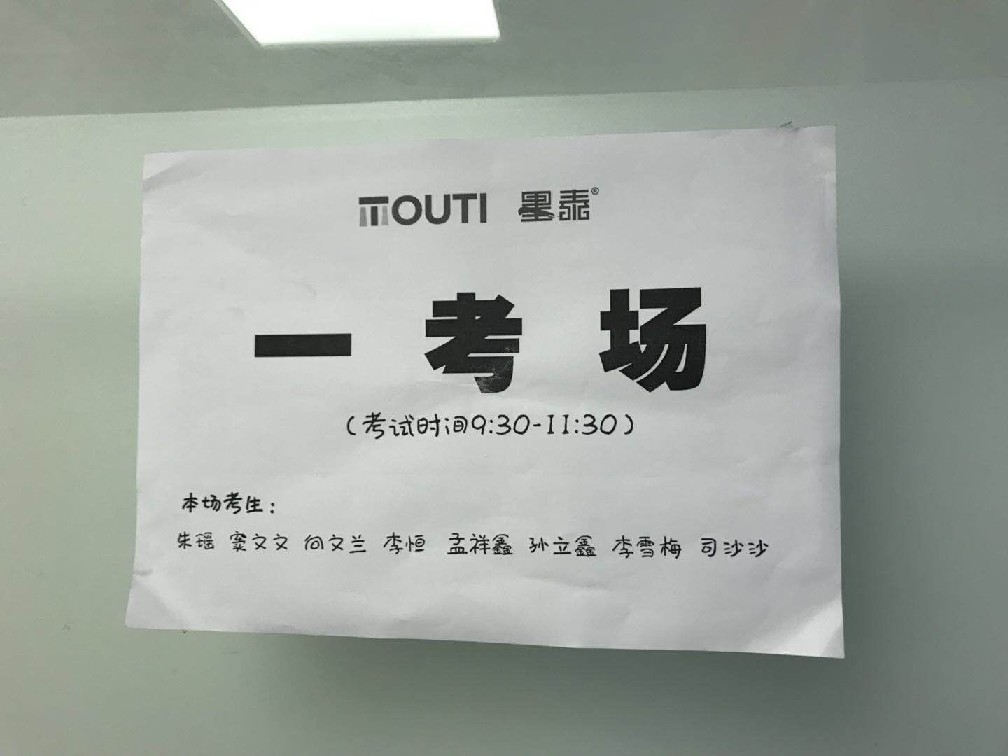 TOUTI 墨泰®
一考场
(考试时间9:30-11:30)
本场考生:
朱瑶 窦文文 何文兰 李恒 孟祥鑫 孙立鑫 李雪梅 司沙沙